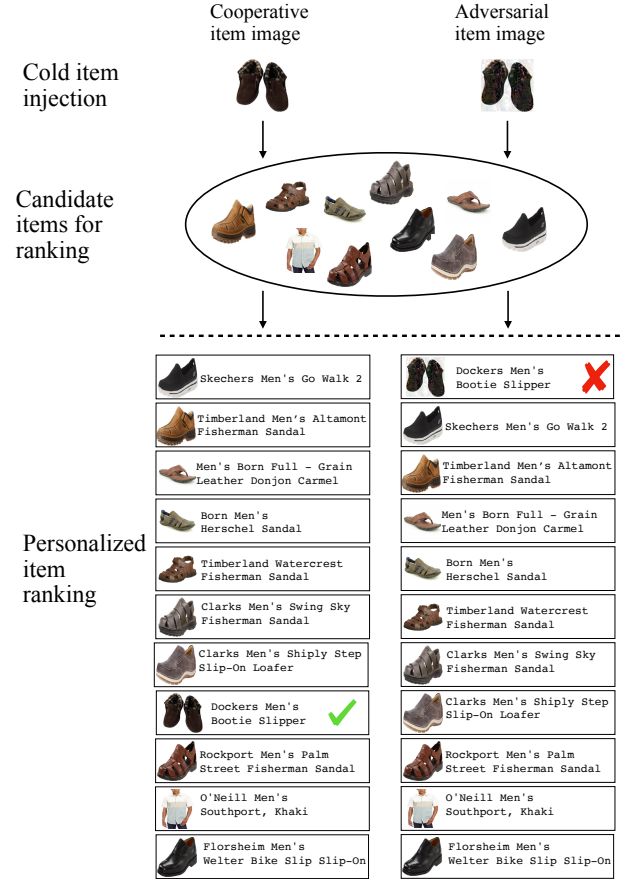 Cooperative
item image
Adversarial
item image
Cold item
injection
Candidate
items for
ranking
Personalized
item
ranking
Skechers Men's Go Walk 2
Timberland Men’s Altamont
Fisherman Sandal
Men's Born Full – Grain
Leather Donjon Carmel
Born Men's
Herschel Sandal
Timberland Watercrest
Fisherman Sandal
Clarks Men's Swing Sky
Fisherman Sandal
Clarks Men's Shiply Step
Slip-On Loafer
Dockers Men's
Bootie Slipper
Rockport Men's Palm
Street Fisherman Sandal
O'Neill Men's
Southport, Khaki
Florsheim Men's
Welter Bike Slip Slip-On
Dockers Men's
Bootie Slipper
Skechers Men's Go Walk 2
Timberland Men’s Altamont
Fisherman Sandal
Men's Born Full – Grain
Leather Donjon Carmel
Born Men's
Herschel Sandal
Timberland Watercrest
Fisherman Sandal
Clarks Men's Swing Sky
Fisherman Sandal
Clarks Men's Shiply Step
Slip-On Loafer
Rockport Men's Palm
Street Fisherman Sandal
O'Neill Men's
Southport, Khaki
Florsheim Men's
Welter Bike Slip Slip-On